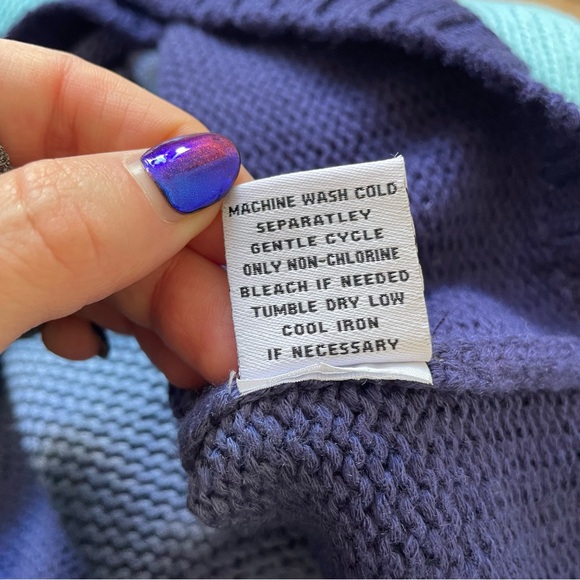 MACHINE WASH COLD
SEPARATLEY
GENTLE CYCLE
ONLY NON-CHLORINE
BLEACH IF NEEDED
TUMBLE DRY LOW
COOL IRON
IF NECESSARY